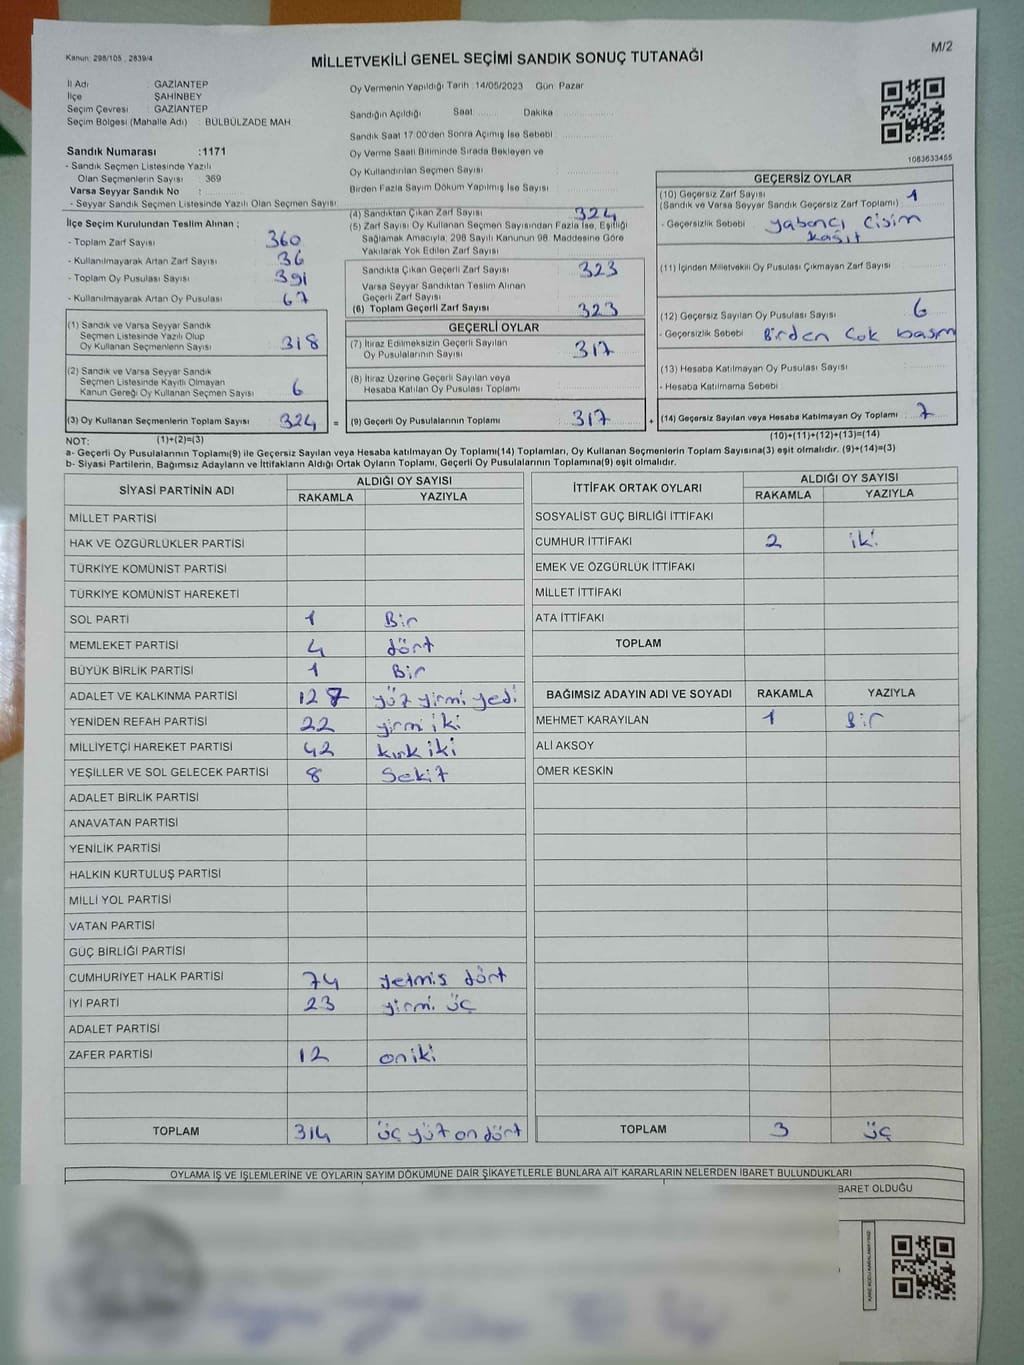 Kanun: 298/105 , 2839/4
MİLLETVEKİLİ GENEL SEÇİMİ SANDIK SONUÇ TUTANAĞI
M/2
İl Adı : GAZİANTEP
İlçe : ŞAHİNBEY
Seçim Çevresi : GAZİANTEP
Seçim Bölgesi (Mahalle Adı) : BÜLBÜLZADE MAH.
Oy Vermenin Yapıldığı Tarih :14/05/2023 Gün: Pazar
Sandığın Açıldığı Saat: Dakika :
Sandık Saat 17:00'den Sonra Açımış İse Sebebi :
Sandık Numarası :1171
- Sandık Seçmen Listesinde Yazılı
Olan Seçmenlerin Sayısı : 369
Varsa Seyyar Sandık No :
- Seyyar Sandık Seçmen Listesinde Yazılı Olan Seçmen Sayısı
Oy Verme Saati Bitiminde Sırada Bekleyen ve
Oy Kullandırılan Seçmen Sayısı :
Birden Fazla Sayım Döküm Yapılmış İse Sayısı :
1083633455
İlçe Seçim Kurulundan Teslim Alınan ;
- Toplam Zarf Sayısı : 360
- Kullanılmayarak Artan Zarf Sayısı : 36
- Toplam Oy Pusulası Sayısı : 391
- Kullanılmayarak Artan Oy Pusulası : 67
(1) Sandık ve Varsa Seyyar Sandık
Seçmen Listesinde Yazılı Olup
Oy Kullanan Seçmenlerin Sayısı : 318
(2) Sandık ve Varsa Seyyar Sandık
Seçmen Listesinde Kayıtlı Olmayan
Kanun Gereği Oy Kullanan Seçmen Sayısı : 6
(3) Oy Kullanan Seçmenlerin Toplam Sayısı : 324 =
(4) Sandıktan Çıkan Zarf Sayısı : 324
(5) Zarf Sayısı Oy Kullanan Seçmen Sayısından Fazla İse, Eşitliği
Sağlamak Amacıyla, 298 Sayılı Kanunun 98. Maddesine Göre
Yakılarak Yok Edilen Zarf Sayısı :
Sandıkta Çıkan Geçerli Zarf Sayısı : 323
Varsa Seyyar Sandıktan Teslim Alınan
Geçerli Zarf Sayısı :
(6) Toplam Geçerli Zarf Sayısı : 323
GEÇERLİ OYLAR
(7) İtiraz Edilmeksizin Geçerli Sayılan
Oy Pusulalarının Sayısı : 317
(8) İtiraz Üzerine Geçerli Sayılan veya
Hesaba Katılan Oy Pusulası Toplamı :
(9) Geçerli Oy Pusulalarının Toplamı : 317 +
GEÇERSİZ OYLAR
(10) Geçersiz Zarf Sayısı : 1
(Sandık ve Varsa Seyyar Sandık Geçersiz Zarf Toplamı)
- Geçersizlik Sebebi : yabancı cisim
kağıt
(11) İçinden Milletvekili Oy Pusulası Çıkmayan Zarf Sayısı :
(12) Geçersiz Sayılan Oy Pusulası Sayısı : 6
- Geçersizlik Sebebi : Birden çok basım
(13) Hesaba Katılmayan Oy Pusulası Sayısı :
- Hesaba Katılmama Sebebi :
(14) Geçersiz Sayılan veya Hesaba Katılmayan Oy Toplamı : 7
NOT: (1)+(2)=(3) (10)+(11)+(12)+(13)=(14)
a- Geçerli Oy Pusulalarının Toplamı(9) ile Geçersiz Sayılan veya Hesaba katılmayan Oy Toplamı(14) Toplamları, Oy Kullanan Seçmenlerin Toplam Sayısına(3) eşit olmalıdır. (9)+(14)=(3)
b- Siyasi Partilerin, Bağımsız Adayların ve İttifakların Aldığı Ortak Oyların Toplamı, Geçerli Oy Pusulalarının Toplamına(9) eşit olmalıdır.
SİYASİ PARTİNİN ADI ALDIĞI OY SAYISI
RAKAMLA YAZIYLA
MİLLET PARTİSİ
HAK VE ÖZGÜRLÜKLER PARTİSİ
TÜRKİYE KOMÜNİST PARTİSİ
TÜRKİYE KOMÜNİST HAREKETİ
SOL PARTİ 1 Bir
MEMLEKET PARTİSİ 4 dört
BÜYÜK BİRLİK PARTİSİ 1 Bir
ADALET VE KALKINMA PARTİSİ 127 yüz yirmi yedi
YENİDEN REFAH PARTİSİ 22 yirmi iki
MİLLİYETÇİ HAREKET PARTİSİ 42 kırk iki
YEŞİLLER VE SOL GELECEK PARTİSİ 8 Sekiz
ADALET BİRLİK PARTİSİ
ANAVATAN PARTİSİ
YENİLİK PARTİSİ
HALKIN KURTULUŞ PARTİSİ
MİLLİ YOL PARTİSİ
VATAN PARTİSİ
GÜÇ BİRLİĞİ PARTİSİ
CUMHURİYET HALK PARTİSİ 74 yetmiş dört
İYİ PARTİ 23 yirmi üç
ADALET PARTİSİ
ZAFER PARTİSİ 12 on iki
TOPLAM 314 üç yüz on dört
İTTİFAK ORTAK OYLARI ALDIĞI OY SAYISI
RAKAMLA YAZIYLA
SOSYALİST GÜÇ BİRLİĞİ İTTİFAKI
CUMHUR İTTİFAKI 2 iki
EMEK VE ÖZGÜRLÜK İTTİFAKI
MİLLET İTTİFAKI
ATA İTTİFAKI
TOPLAM
BAĞIMSIZ ADAYIN ADI VE SOYADI RAKAMLA YAZIYLA
MEHMET KARAYILAN 1 Bir
ALİ AKSOY
ÖMER KESKİN
TOPLAM 3 üç
OYLAMA İŞ VE İŞLEMLERİNE VE OYLARIN SAYIM DÖKÜMÜNE DAİR ŞİKAYETLERLE BUNLARA AİT KARARLARIN NELERDEN İBARET BULUNDUKLARI
BARET OLDUĞU